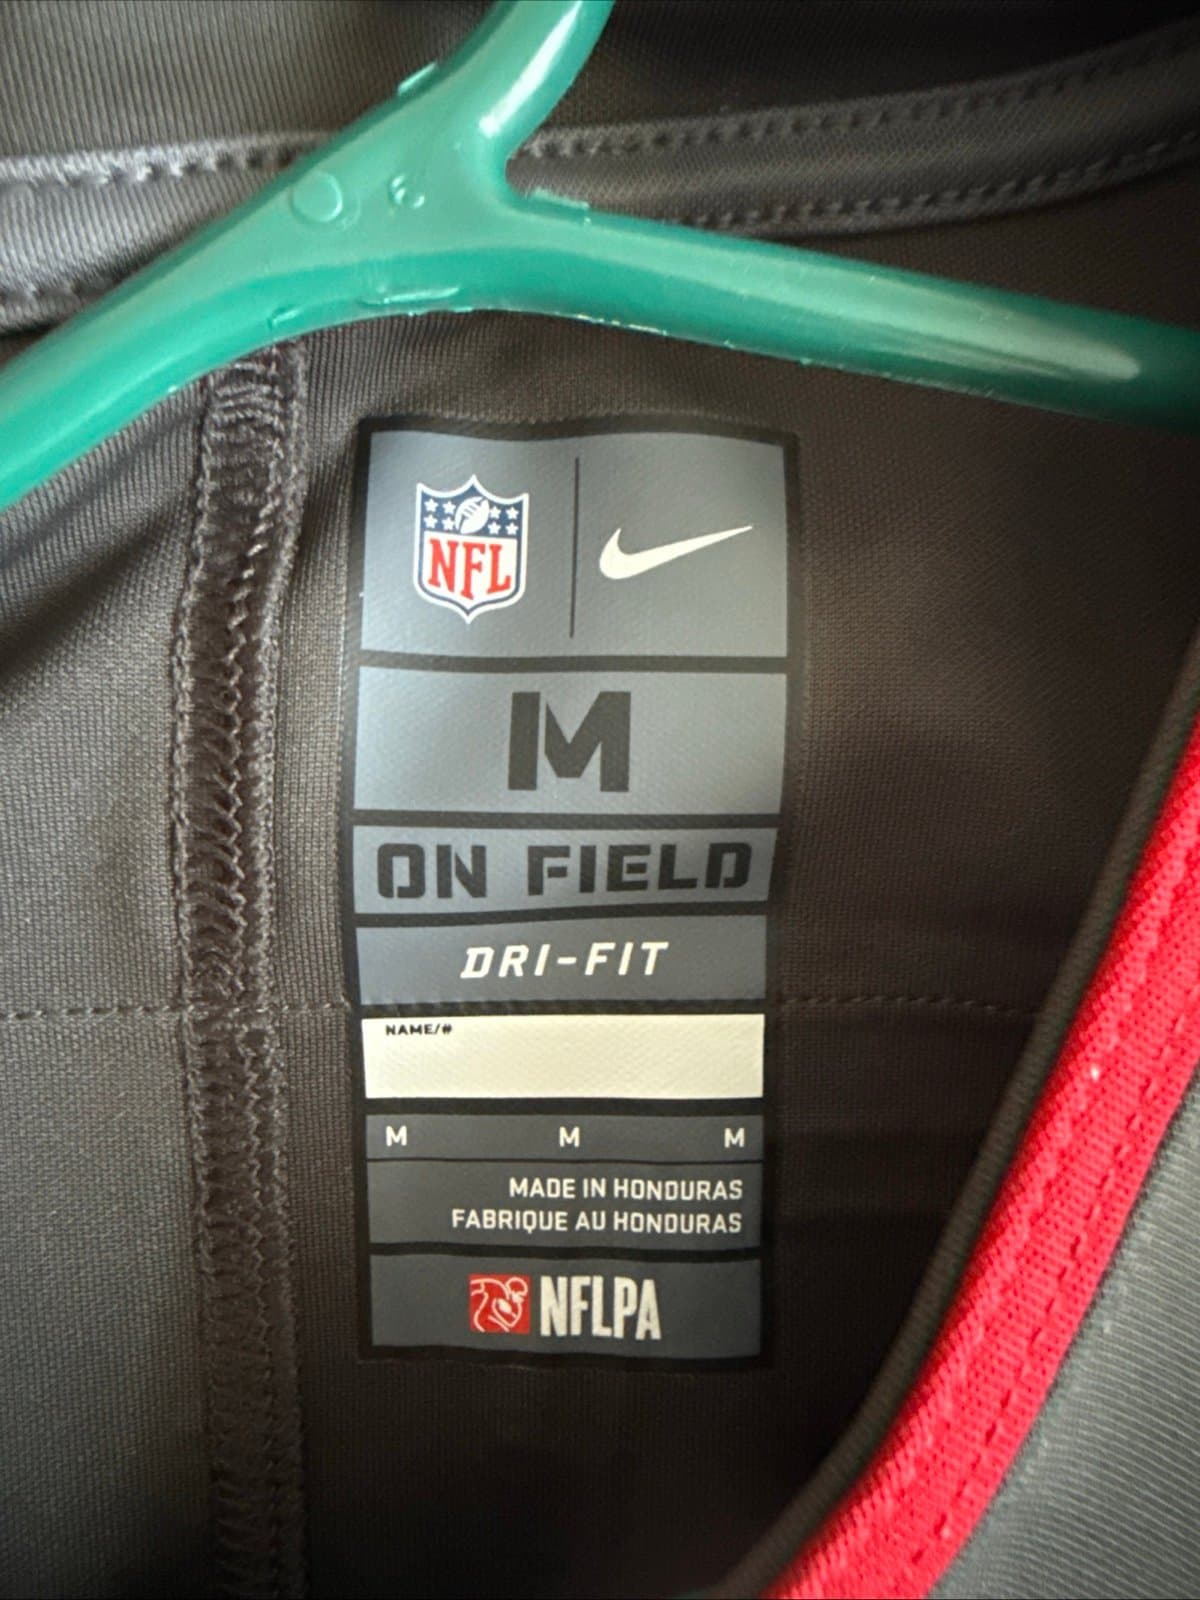 NFL
M
ON FIELD
DRI-FIT
NAME/#
M M M
MADE IN HONDURAS
FABRIQUE AU HONDURAS
NFLPA